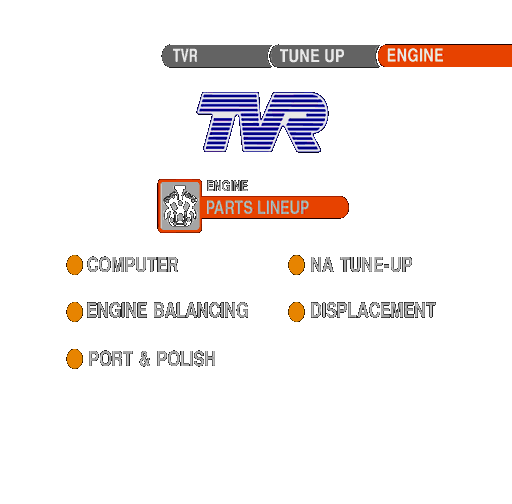 TVR
TUNE UP
ENGINE
TVR
ENGINE
PARTS LINEUP
COMPUTER
NA TUNE-UP
ENGINE BALANCING
DISPLACEMENT
PORT & POLISH